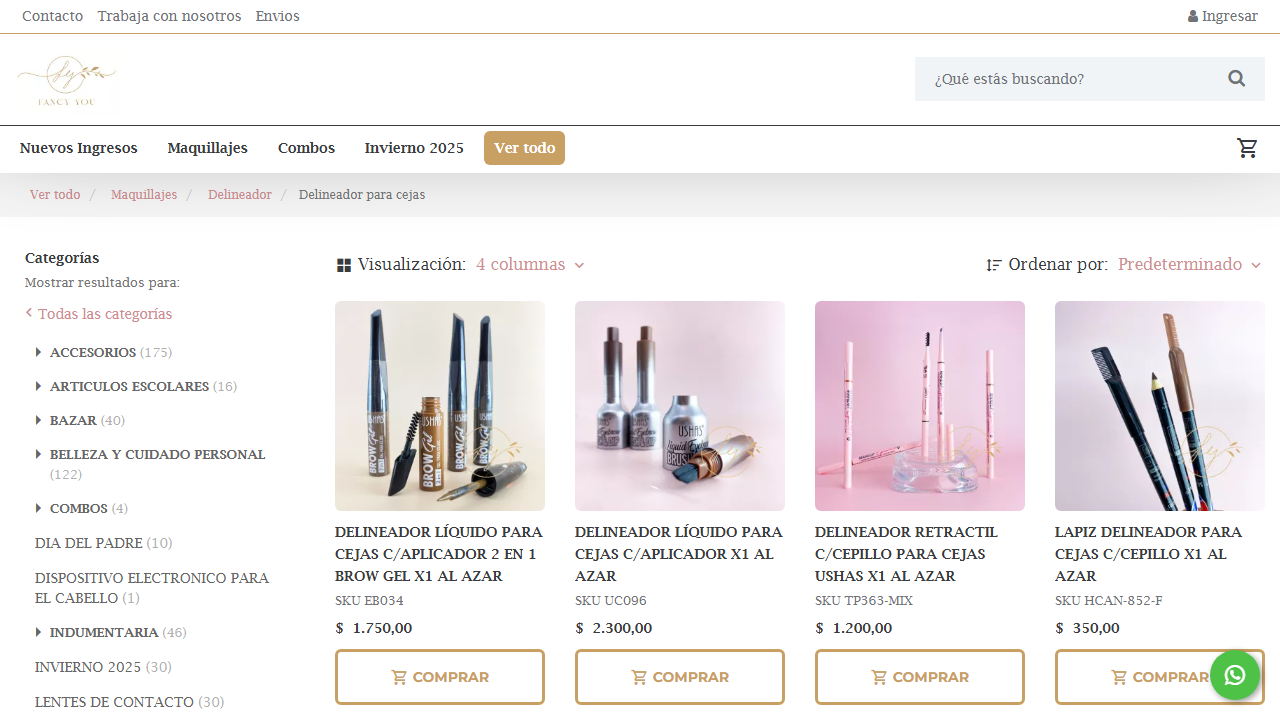 Contacto Trabaja con nosotros Envios Ingresar
FANCY YOU
¿Qué estás buscando?
Nuevos Ingresos Maquillajes Combos Invierno 2025 Ver todo
Ver todo / Maquillajes / Delineador / Delineador para cejas
Categorías
Mostrar resultados para:
Todas las categorías
ACCESORIOS (175)
ARTICULOS ESCOLARES (16)
BAZAR (40)
BELLEZA Y CUIDADO PERSONAL
(122)
COMBOS (4)
DIA DEL PADRE (10)
DISPOSITIVO ELECTRONICO PARA
EL CABELLO (1)
INDUMENTARIA (46)
INVIERNO 2025 (30)
LENTES DE CONTACTO (30)
Visualización: 4 columnas
Ordenar por: Predeterminado
USHAS
BROW Gel
DELINEADOR LÍQUIDO PARA
CEJAS C/APLICADOR 2 EN 1
BROW GEL X1 AL AZAR
SKU EB034
$ 1.750,00
COMPRAR
USHAS
Liquid Eyebrow
BRUSH
DELINEADOR LÍQUIDO PARA
CEJAS C/APLICADOR X1 AL
AZAR
SKU UC096
$ 2.300,00
COMPRAR
DELINEADOR RETRACTIL
C/CEPILLO PARA CEJAS
USHAS X1 AL AZAR
SKU TP363-MIX
$ 1.200,00
COMPRAR
LAPIZ DELINEADOR PARA
CEJAS C/CEPILLO X1 AL
AZAR
SKU HCAN-852-F
$ 350,00
COMPRAR